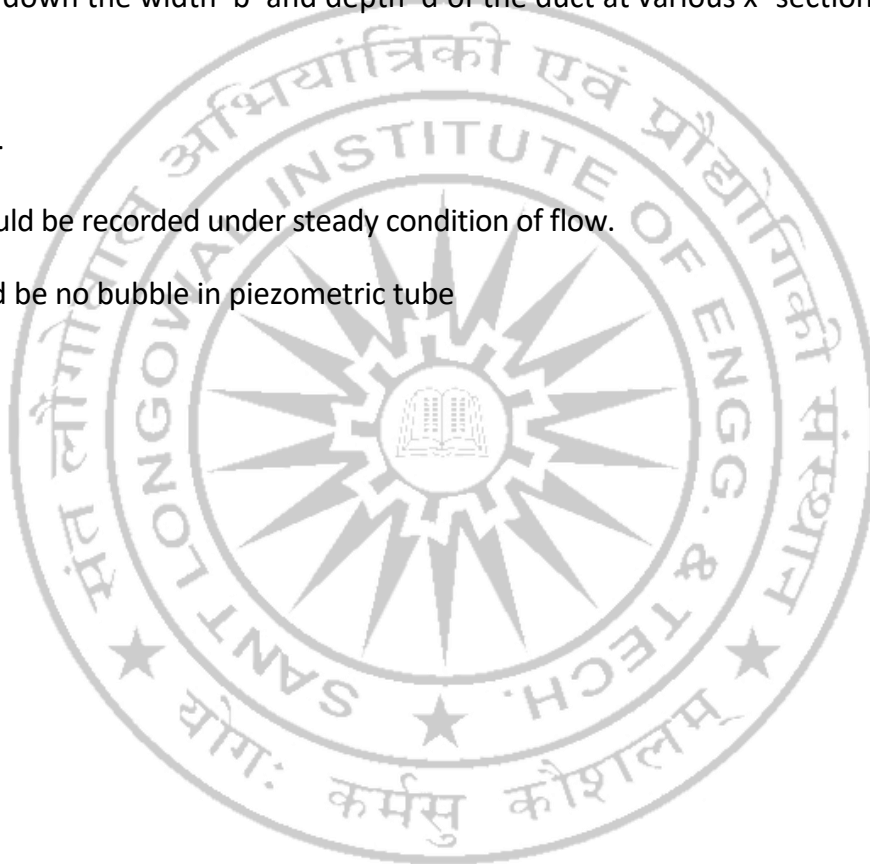 down the width 'b' and depth 'd of the duct at various x' section
.
uld be recorded under steady condition of flow.
d be no bubble in piezometric tube
संत लौंगोवाल अभियांत्रिकी एवं प्रौद्योगिकी संस्थान
SANT LONGOWAL INSTITUTE OF ENGG. & TECH.
योग: कर्मसु कौशलम्